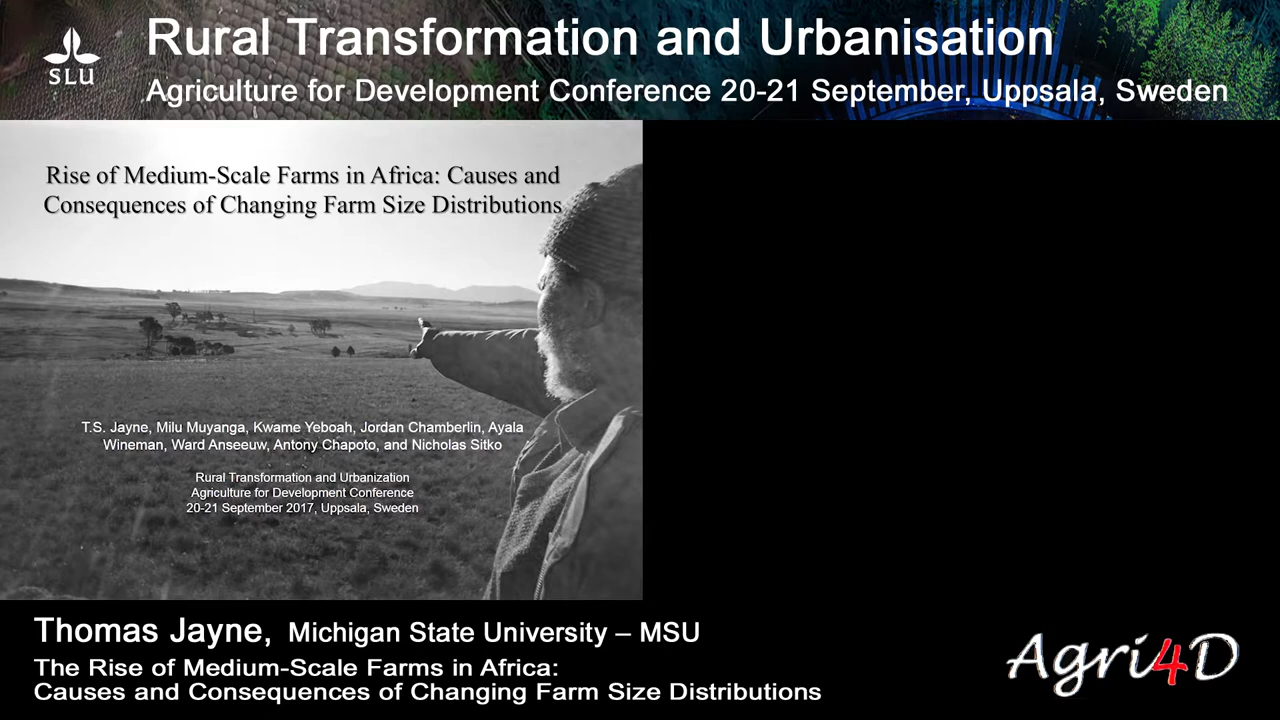 SLU
Rural Transformation and Urbanisation
Agriculture for Development Conference 20-21 September, Uppsala, Sweden
Rise of Medium-Scale Farms in Africa: Causes and
Consequences of Changing Farm Size Distributions
T.S. Jayne, Milu Muyanga, Kwame Yeboah, Jordan Chamberlin, Ayala
Wineman, Ward Anseeuw, Antony Chapoto, and Nicholas Sitko
Rural Transformation and Urbanization
Agriculture for Development Conference
20-21 September 2017, Uppsala, Sweden
Thomas Jayne, Michigan State University – MSU
The Rise of Medium-Scale Farms in Africa:
Causes and Consequences of Changing Farm Size Distributions
Agri4D